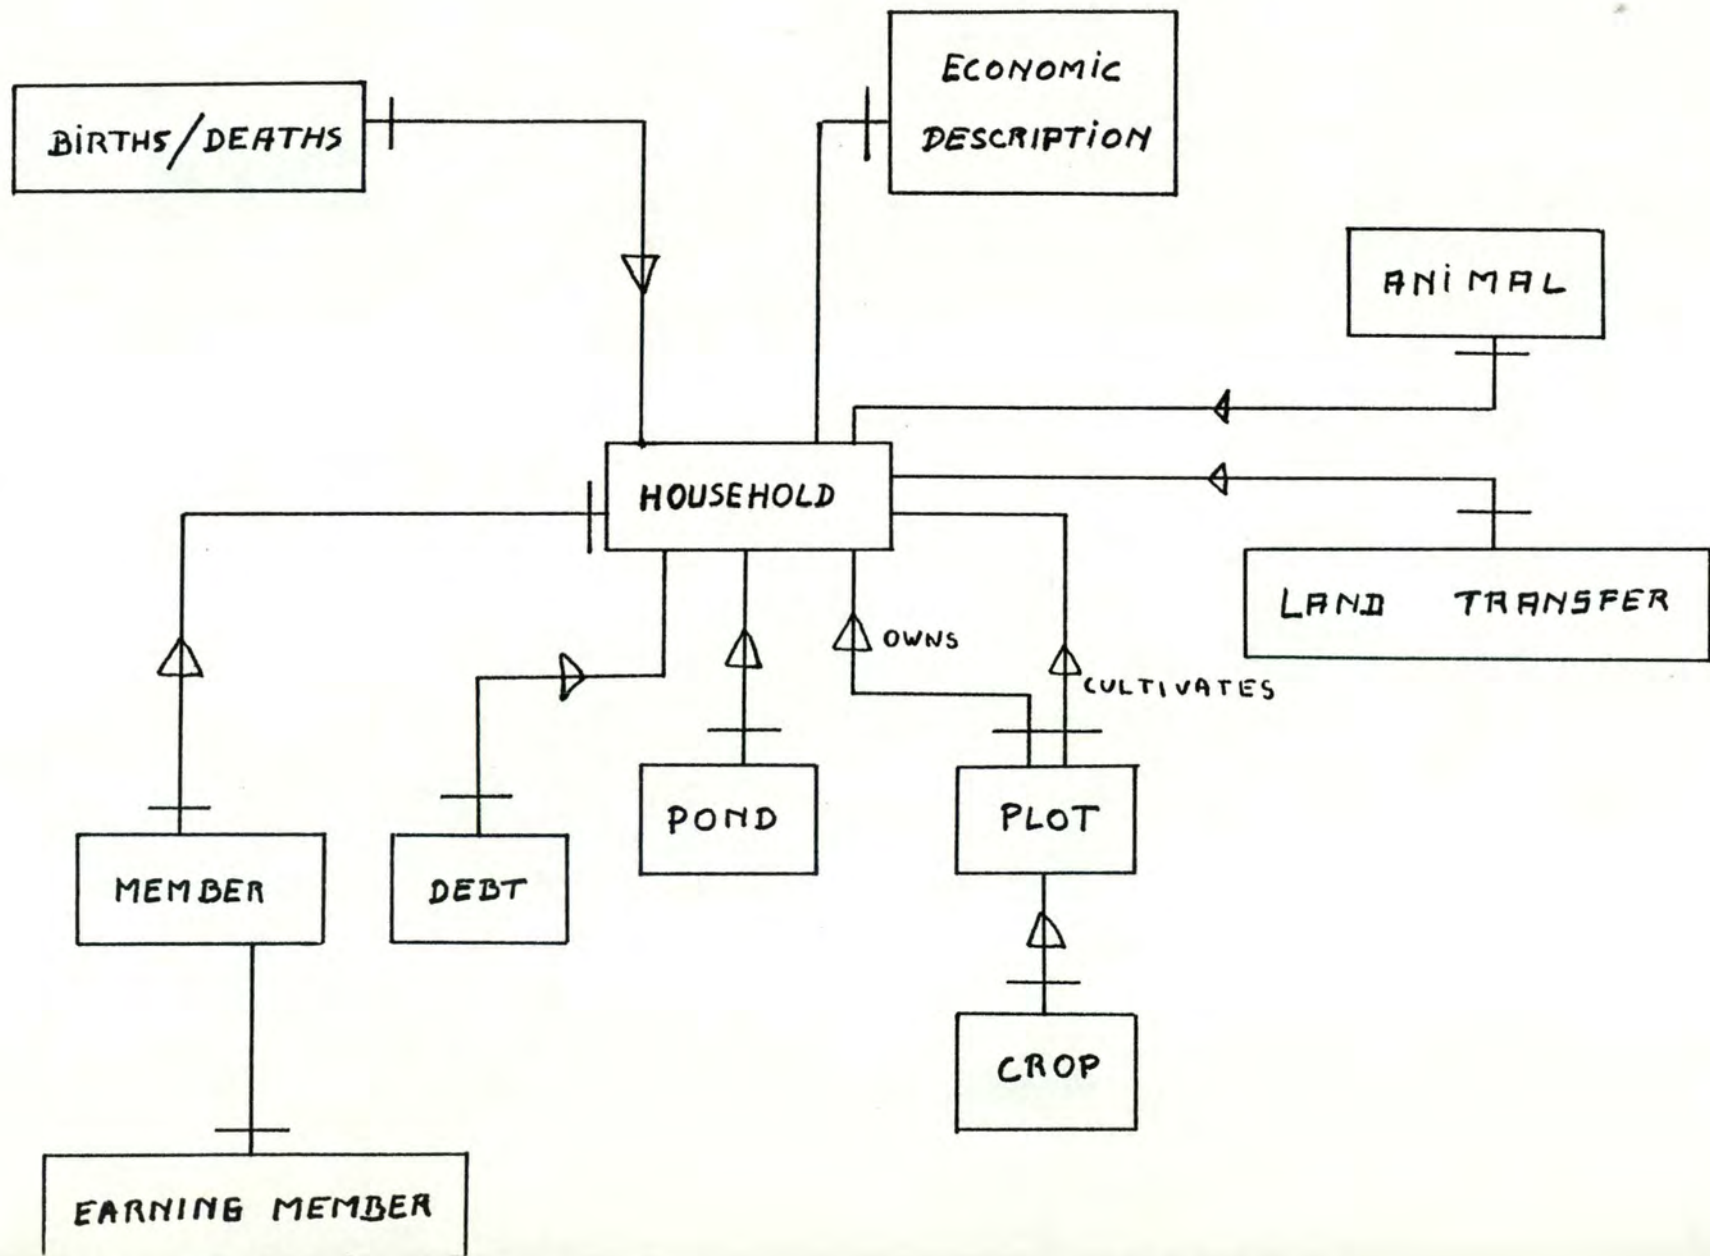 ECONOMIC
DESCRIPTION
BIRTHS/DEATHS
ANIMAL
HOUSEHOLD
LAND TRANSFER
OWNS
CULTIVATES
POND
PLOT
MEMBER
DEBT
CROP
EARNING MEMBER